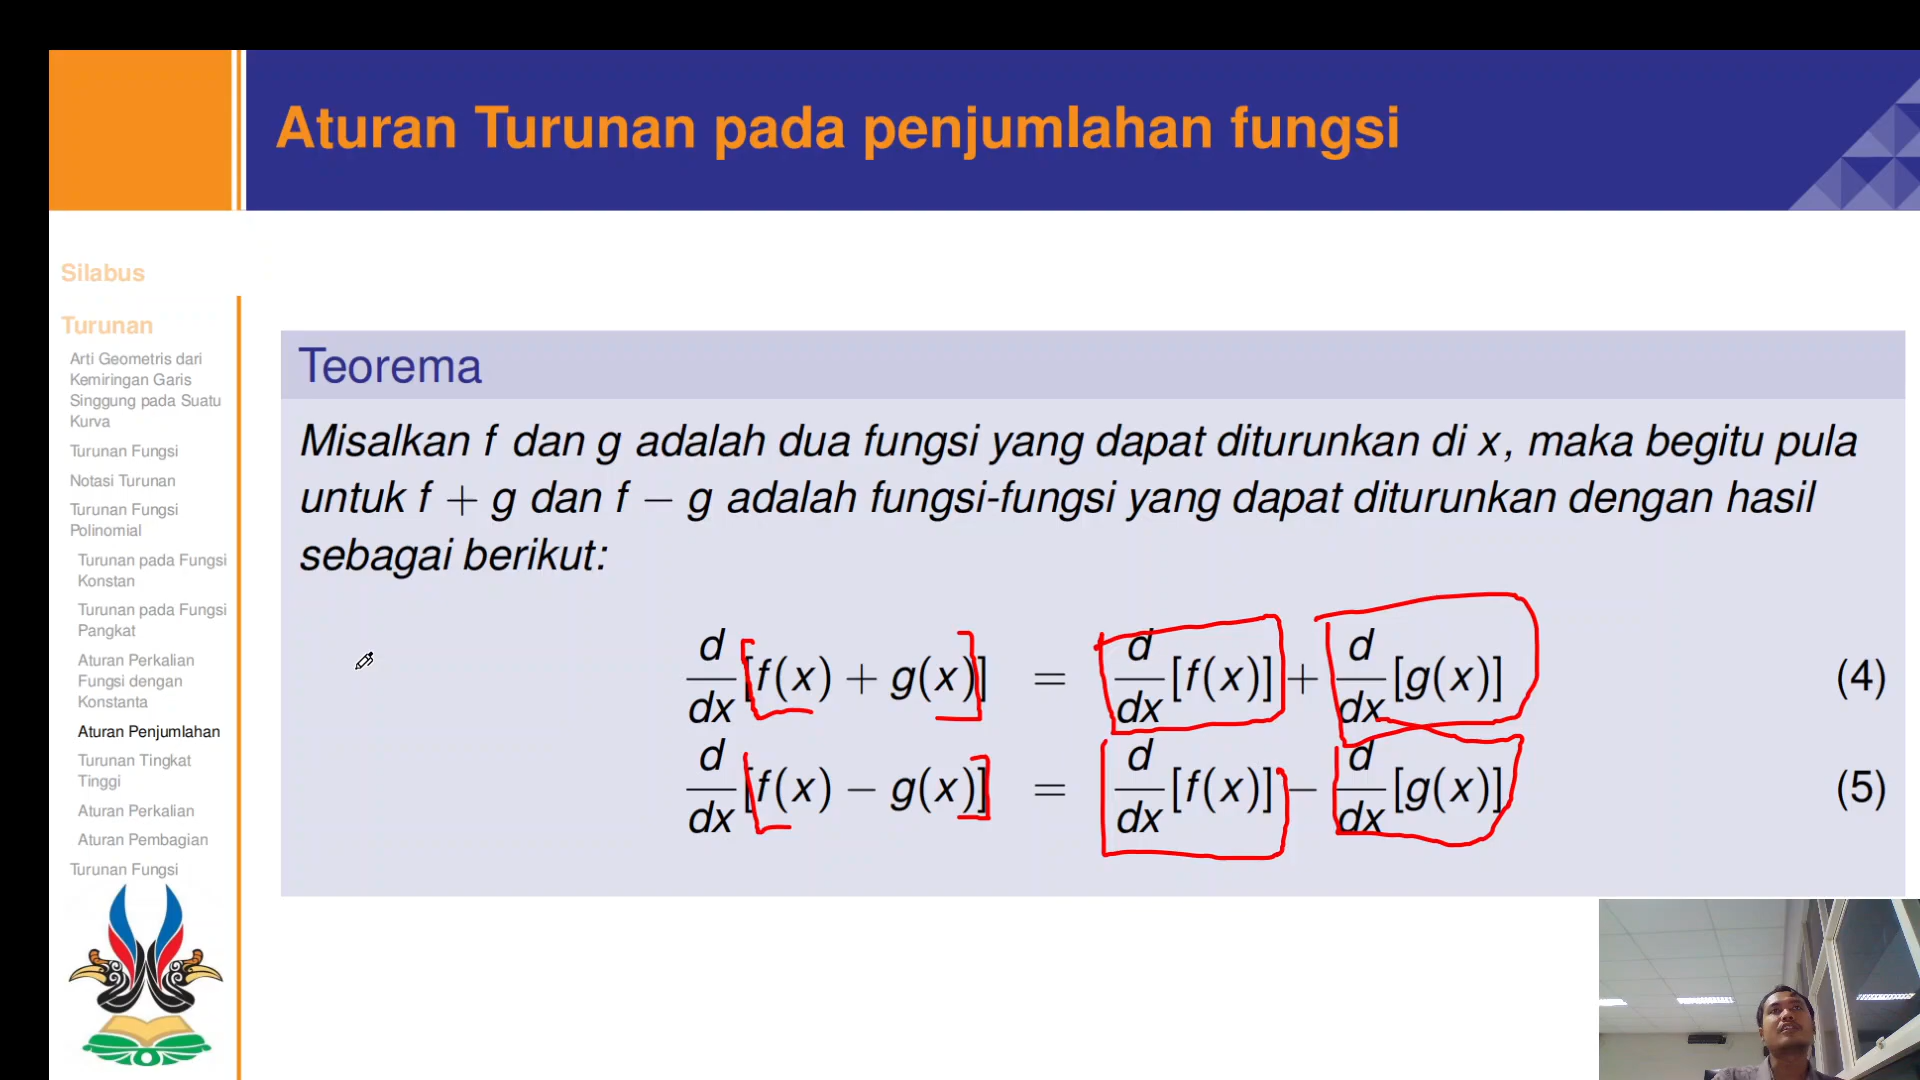 Aturan Turunan pada penjumlahan fungsi
Silabus
Turunan
Arti Geometris dari
Kemiringan Garis
Singgung pada Suatu
Kurva
Turunan Fungsi
Notasi Turunan
Turunan Fungsi
Polinomial
Turunan pada Fungsi
Konstan
Turunan pada Fungsi
Pangkat
Aturan Perkalian
Fungsi dengan
Konstanta
Aturan Penjumlahan
Turunan Tingkat
Tinggi
Aturan Perkalian
Aturan Pembagian
Turunan Fungsi
Teorema
Misalkan f dan g adalah dua fungsi yang dapat diturunkan di x, maka begitu pula
untuk f + g dan f − g adalah fungsi-fungsi yang dapat diturunkan dengan hasil
sebagai berikut:
d/dx [f(x) + g(x)] = d/dx [f(x)] + d/dx [g(x)] (4)
d/dx [f(x) − g(x)] = d/dx [f(x)] − d/dx [g(x)] (5)